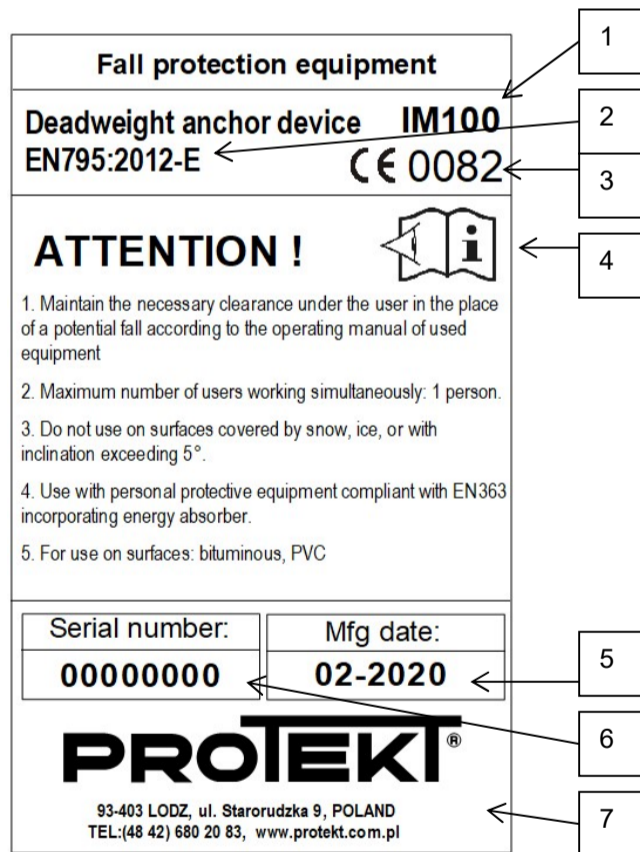 Fall protection equipment
1
Deadweight anchor device IM100
2
EN795:2012-E CE 0082
3
ATTENTION !
i
4
1. Maintain the necessary clearance under the user in the place
of a potential fall according to the operating manual of used
equipment
2. Maximum number of users working simultaneously: 1 person.
3. Do not use on surfaces covered by snow, ice, or with
inclination exceeding 5°.
4. Use with personal protective equipment compliant with EN363
incorporating energy absorber.
5. For use on surfaces: bituminous, PVC
Serial number: Mfg date:
00000000 02-2020
5
6
PROTEKT®
93-403 LODZ, ul. Starorudzka 9, POLAND
TEL:(48 42) 680 20 83, www.protekt.com.pl
7